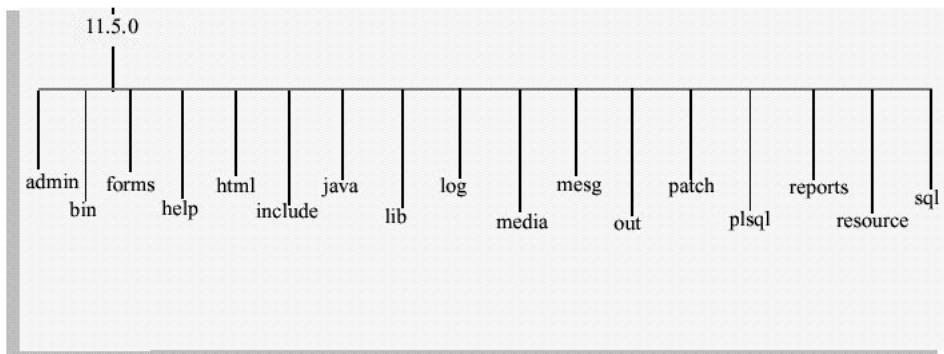 11.5.0
admin
bin
forms
help
html
include
java
lib
log
media
mesg
out
patch
plsql
reports
resource
sql